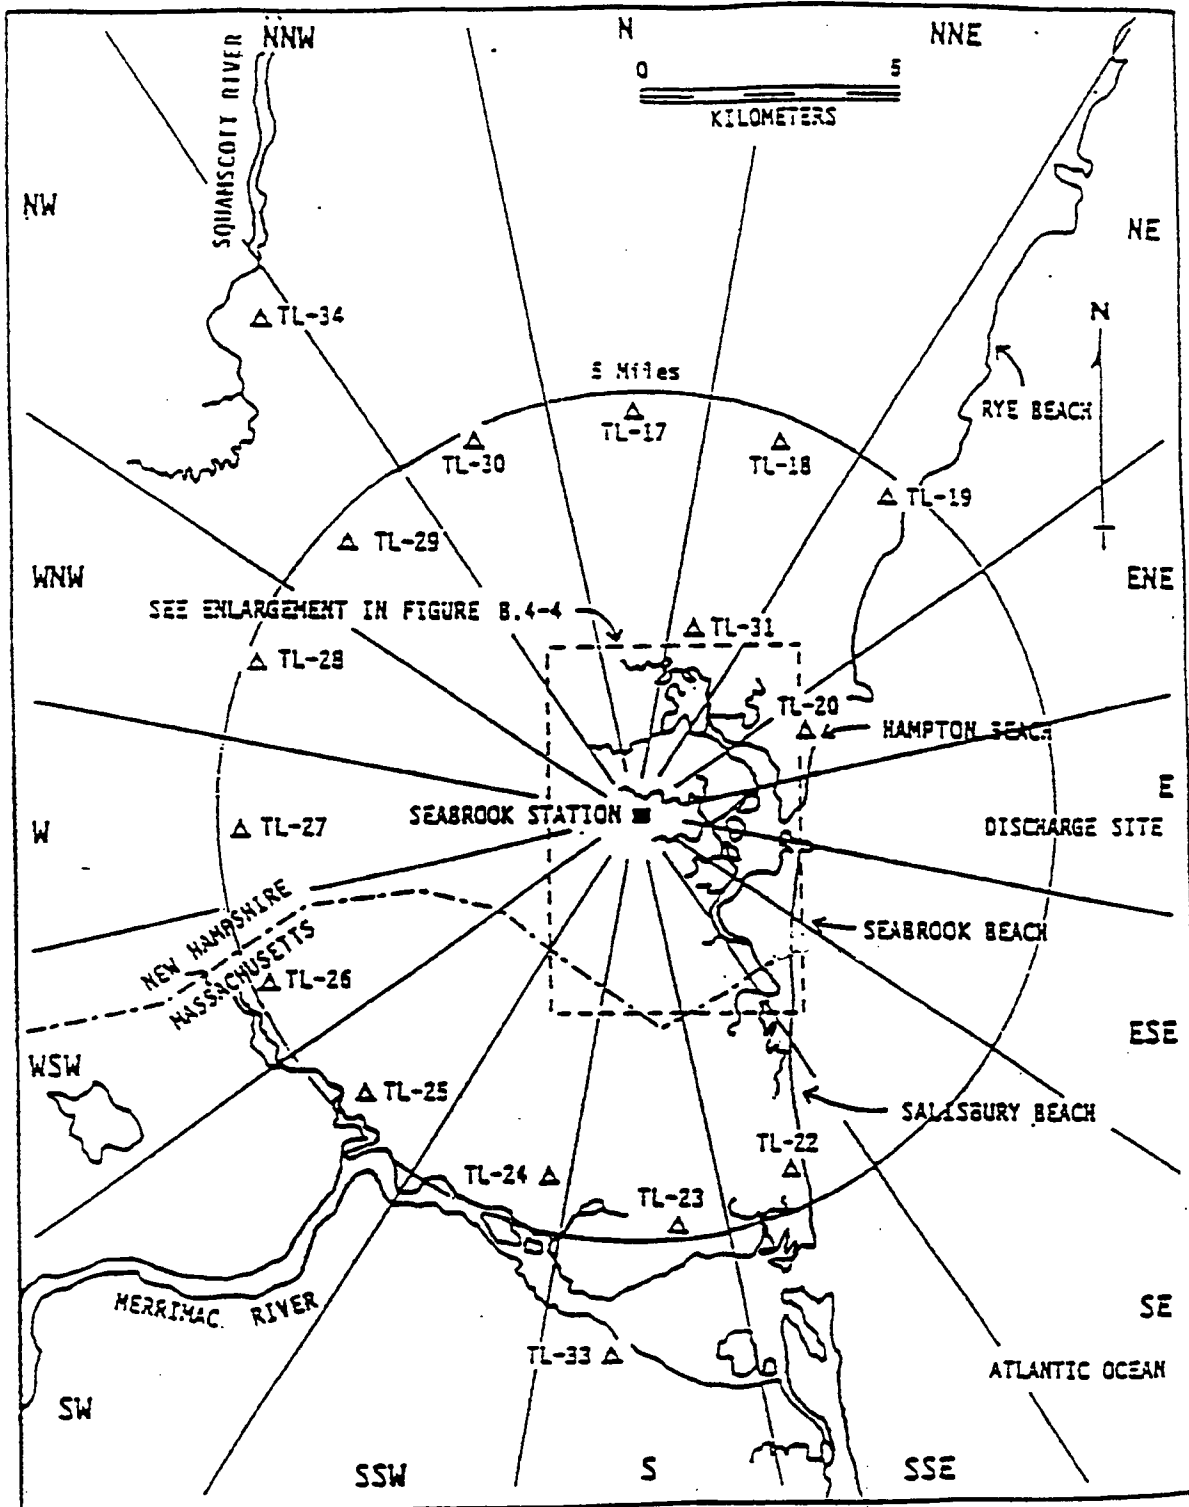 NNW
N
NNE
SQUAMSCOTT RIVER
0
5
KILOMETERS
NW
NE
TL-34
N
5 Miles
RYE BEACH
TL-17
TL-30
TL-18
TL-19
TL-29
WNW
ENE
SEE ENLARGEMENT IN FIGURE B.4-4
TL-31
TL-28
TL-20
HAMPTON BEACH
E
SEABROOK STATION
W
TL-27
DISCHARGE SITE
NEW HAMPSHIRE
MASSACHUSETTS
SEABROOK BEACH
TL-26
ESE
WSW
TL-25
SALISBURY BEACH
TL-22
TL-24
TL-23
MERRIMAC RIVER
SE
TL-33
ATLANTIC OCEAN
SW
SSW
S
SSE